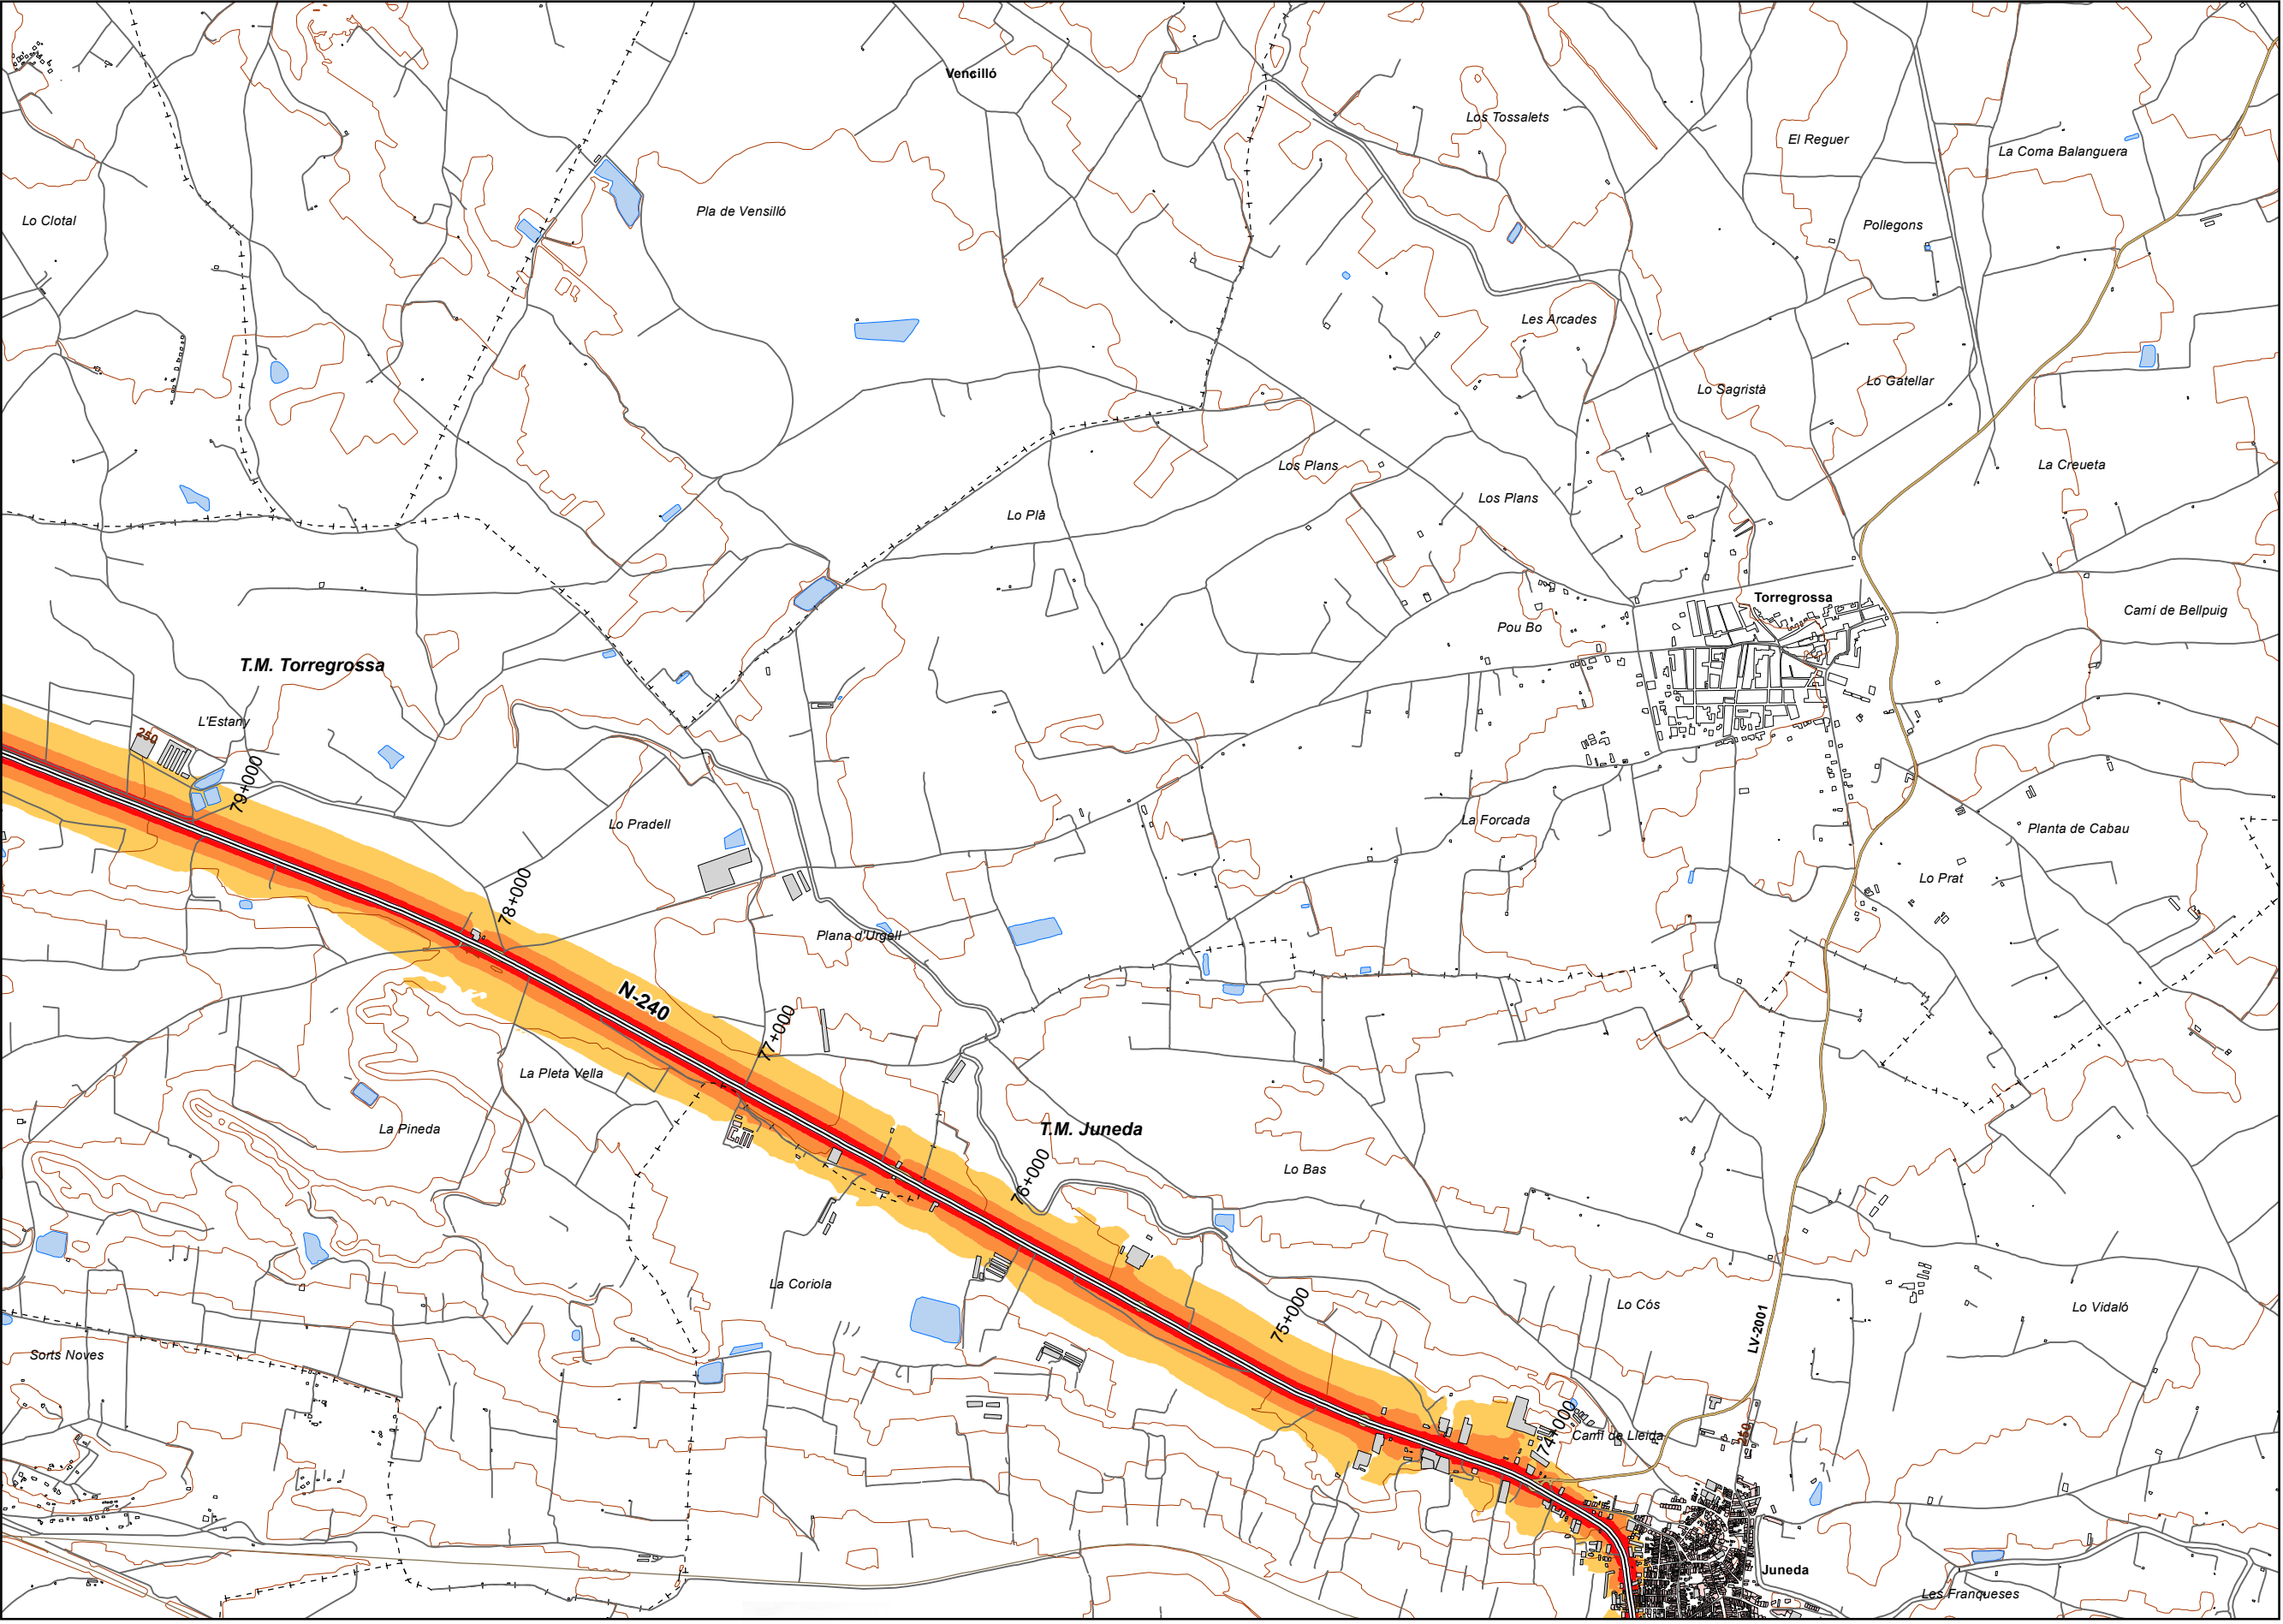 Vencilló
Los Tossalets
El Reguer
La Coma Balanguera
Lo Clotal
Pla de Vensilló
Pollegons
Les Arcades
Lo Sagristà
Lo Gatellar
Los Plans
La Creueta
Los Plans
Lo Plà
Torregrossa
Camí de Bellpuig
Pou Bo
T.M. Torregrossa
L'Estany
250
79+000
Lo Pradell
La Forcada
Planta de Cabau
Lo Prat
78+000
Plana d'Urgell
N-240
77+000
La Pleta Vella
La Pineda
T.M. Juneda
Lo Bas
76+000
La Coriola
Lo Cós
Lo Vidaló
75+000
LV-2001
Sorts Noves
74+000
Camí de Lleida
250
Juneda
Les Franqueses